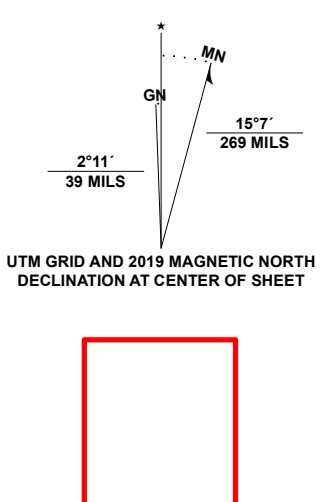 ★
MN
GN
15°7´
269 MILS
2°11´
39 MILS
UTM GRID AND 2019 MAGNETIC NORTH
DECLINATION AT CENTER OF SHEET